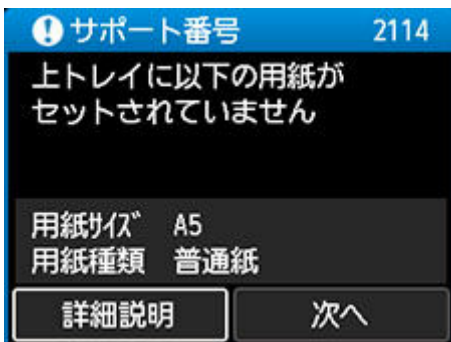 サポート番号 2114
上トレイに以下の用紙が
セットされていません
用紙ｻｲｽﾞ A5
用紙種類 普通紙
詳細説明 次へ